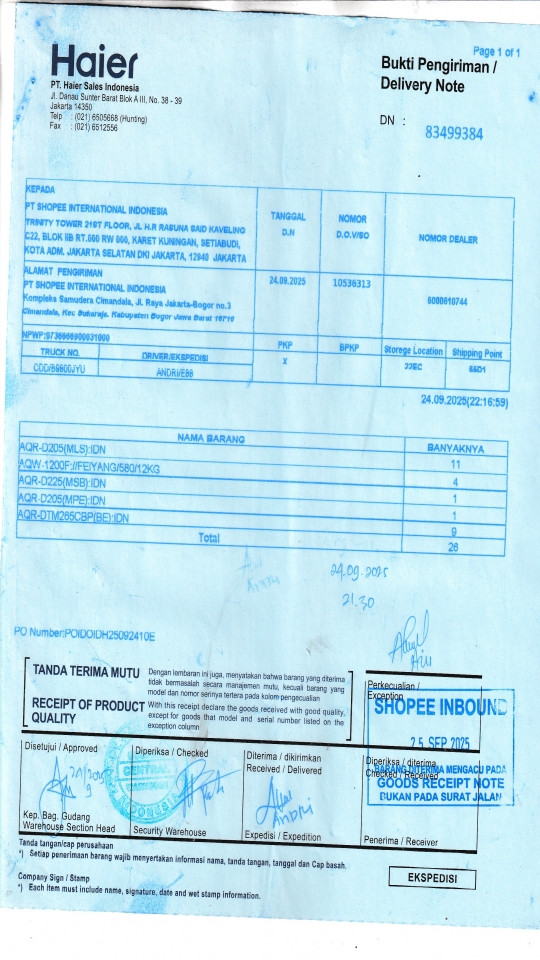 Page 1 of 1
Haier
Bukti Pengiriman /
Delivery Note
PT. Haier Sales Indonesia
Jl. Danau Sunter Barat Blok A III, No. 38 - 39
Jakarta 14350
Telp : (021) 6505668 (Hunting)
Fax : (021) 6512556
DN : 83499384
KEPADA
PT SHOPEE INTERNATIONAL INDONESIA
TRINITY TOWER 21ST FLOOR, JL H.R RASUNA SAID KAVELING
C22, BLOK IIB RT.000 RW 000, KARET KUNINGAN, SETIABUDI,
KOTA ADM. JAKARTA SELATAN DKI JAKARTA, 12940 JAKARTA
TANGGAL
D.N
NOMOR
D.O.V/SO
NOMOR DEALER
ALAMAT PENGIRIMAN
PT SHOPEE INTERNATIONAL INDONESIA
Kompleks Samudera Cimandala, Jl. Raya Jakarta-Bogor no.3
Cimandala, Kec Sukaraja. Kabupaten Bogor Jawa Barat 16710
24.09.2025
10536313
TRUCK NO.
DRIVER/EKSPEDISI
PKP
BPKP
Storege Location
Shipping Point
ANDRI/E88
X
22EC
24.09.2025(22:16:59)
NAMA BARANG
BANYAKNYA
AQR-D205(MLS):IDN
11
AQW-1200F://FEIYANG/580/12KG
4
AQR-D225(MSB):IDN
1
AQR-D205(MPE):IDN
1
AQR-DTM265CBP(BE):IDN
9
Total
26
24.09.2025
21.30
PO Number:POIDOIDH25092410E
TANDA TERIMA MUTU
Dengan lembaran ini juga, menyatakan bahwa barang yang diterima
tidak bermasalah secara manajemen mutu, kecuali barang yang
model dan nomor serinya tertera pada kolom pengecualian
RECEIPT OF PRODUCT
QUALITY
With this receipt declare the goods received with good quality,
except for goods that model and serial number listed on the
exception column
Perkecualian /
Exception
SHOPEE INBOUND
25 SEP 2025
BARANG DITERIMA MENGACU PADA
GOODS RECEIPT NOTE
BUKAN PADA SURAT JALAN
Disetujui / Approved
Diperiksa / Checked
Diterima / dikirimkan
Received / Delivered
Diperiksa / diterima
Checked / Received
ANDRI
Kep. Bag. Gudang
Warehouse Section Head
Security Warehouse
Expedisi / Expedition
Penerima / Receiver
Tanda tangan/cap perusahaan
*) Setiap penerimaan barang wajib menyertakan informasi nama, tanda tangan, tanggal dan Cap basah.
Company Sign / Stamp
*) Each Item must include name, signature, date and wet stamp information.
EKSPEDISI